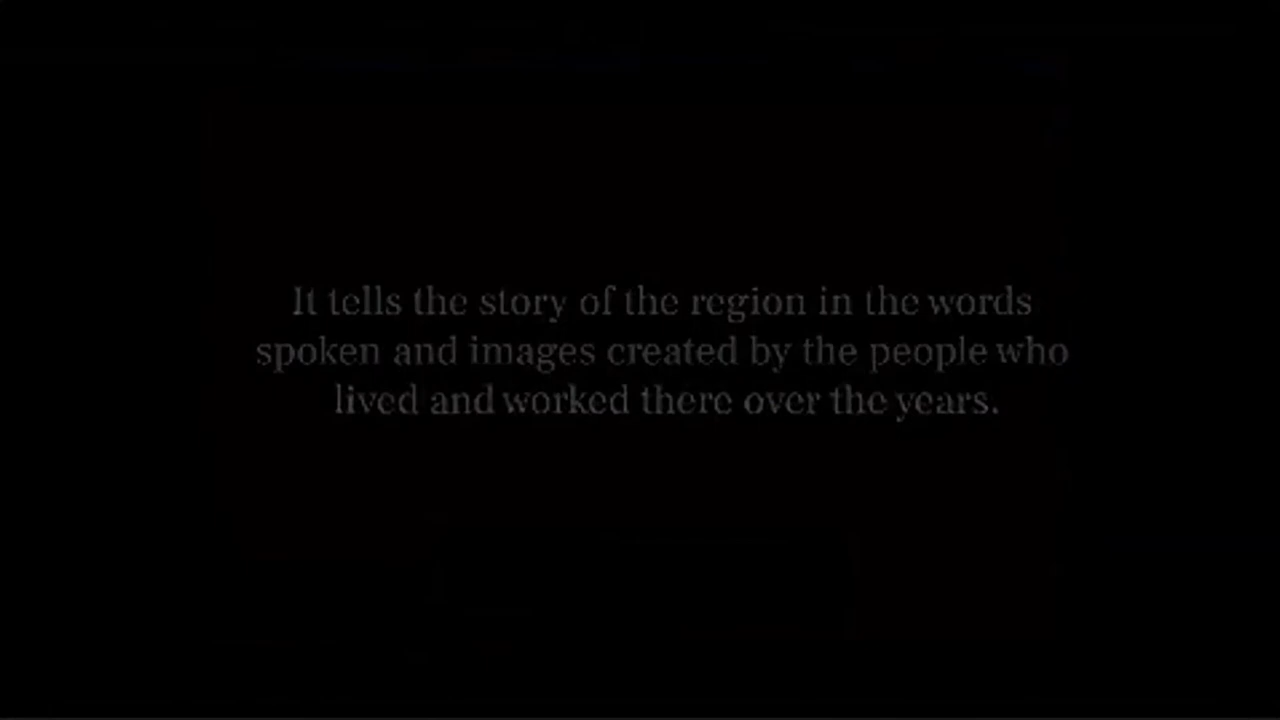 It tells the story of the region in the words
spoken and images created by the people who
lived and worked there over the years.